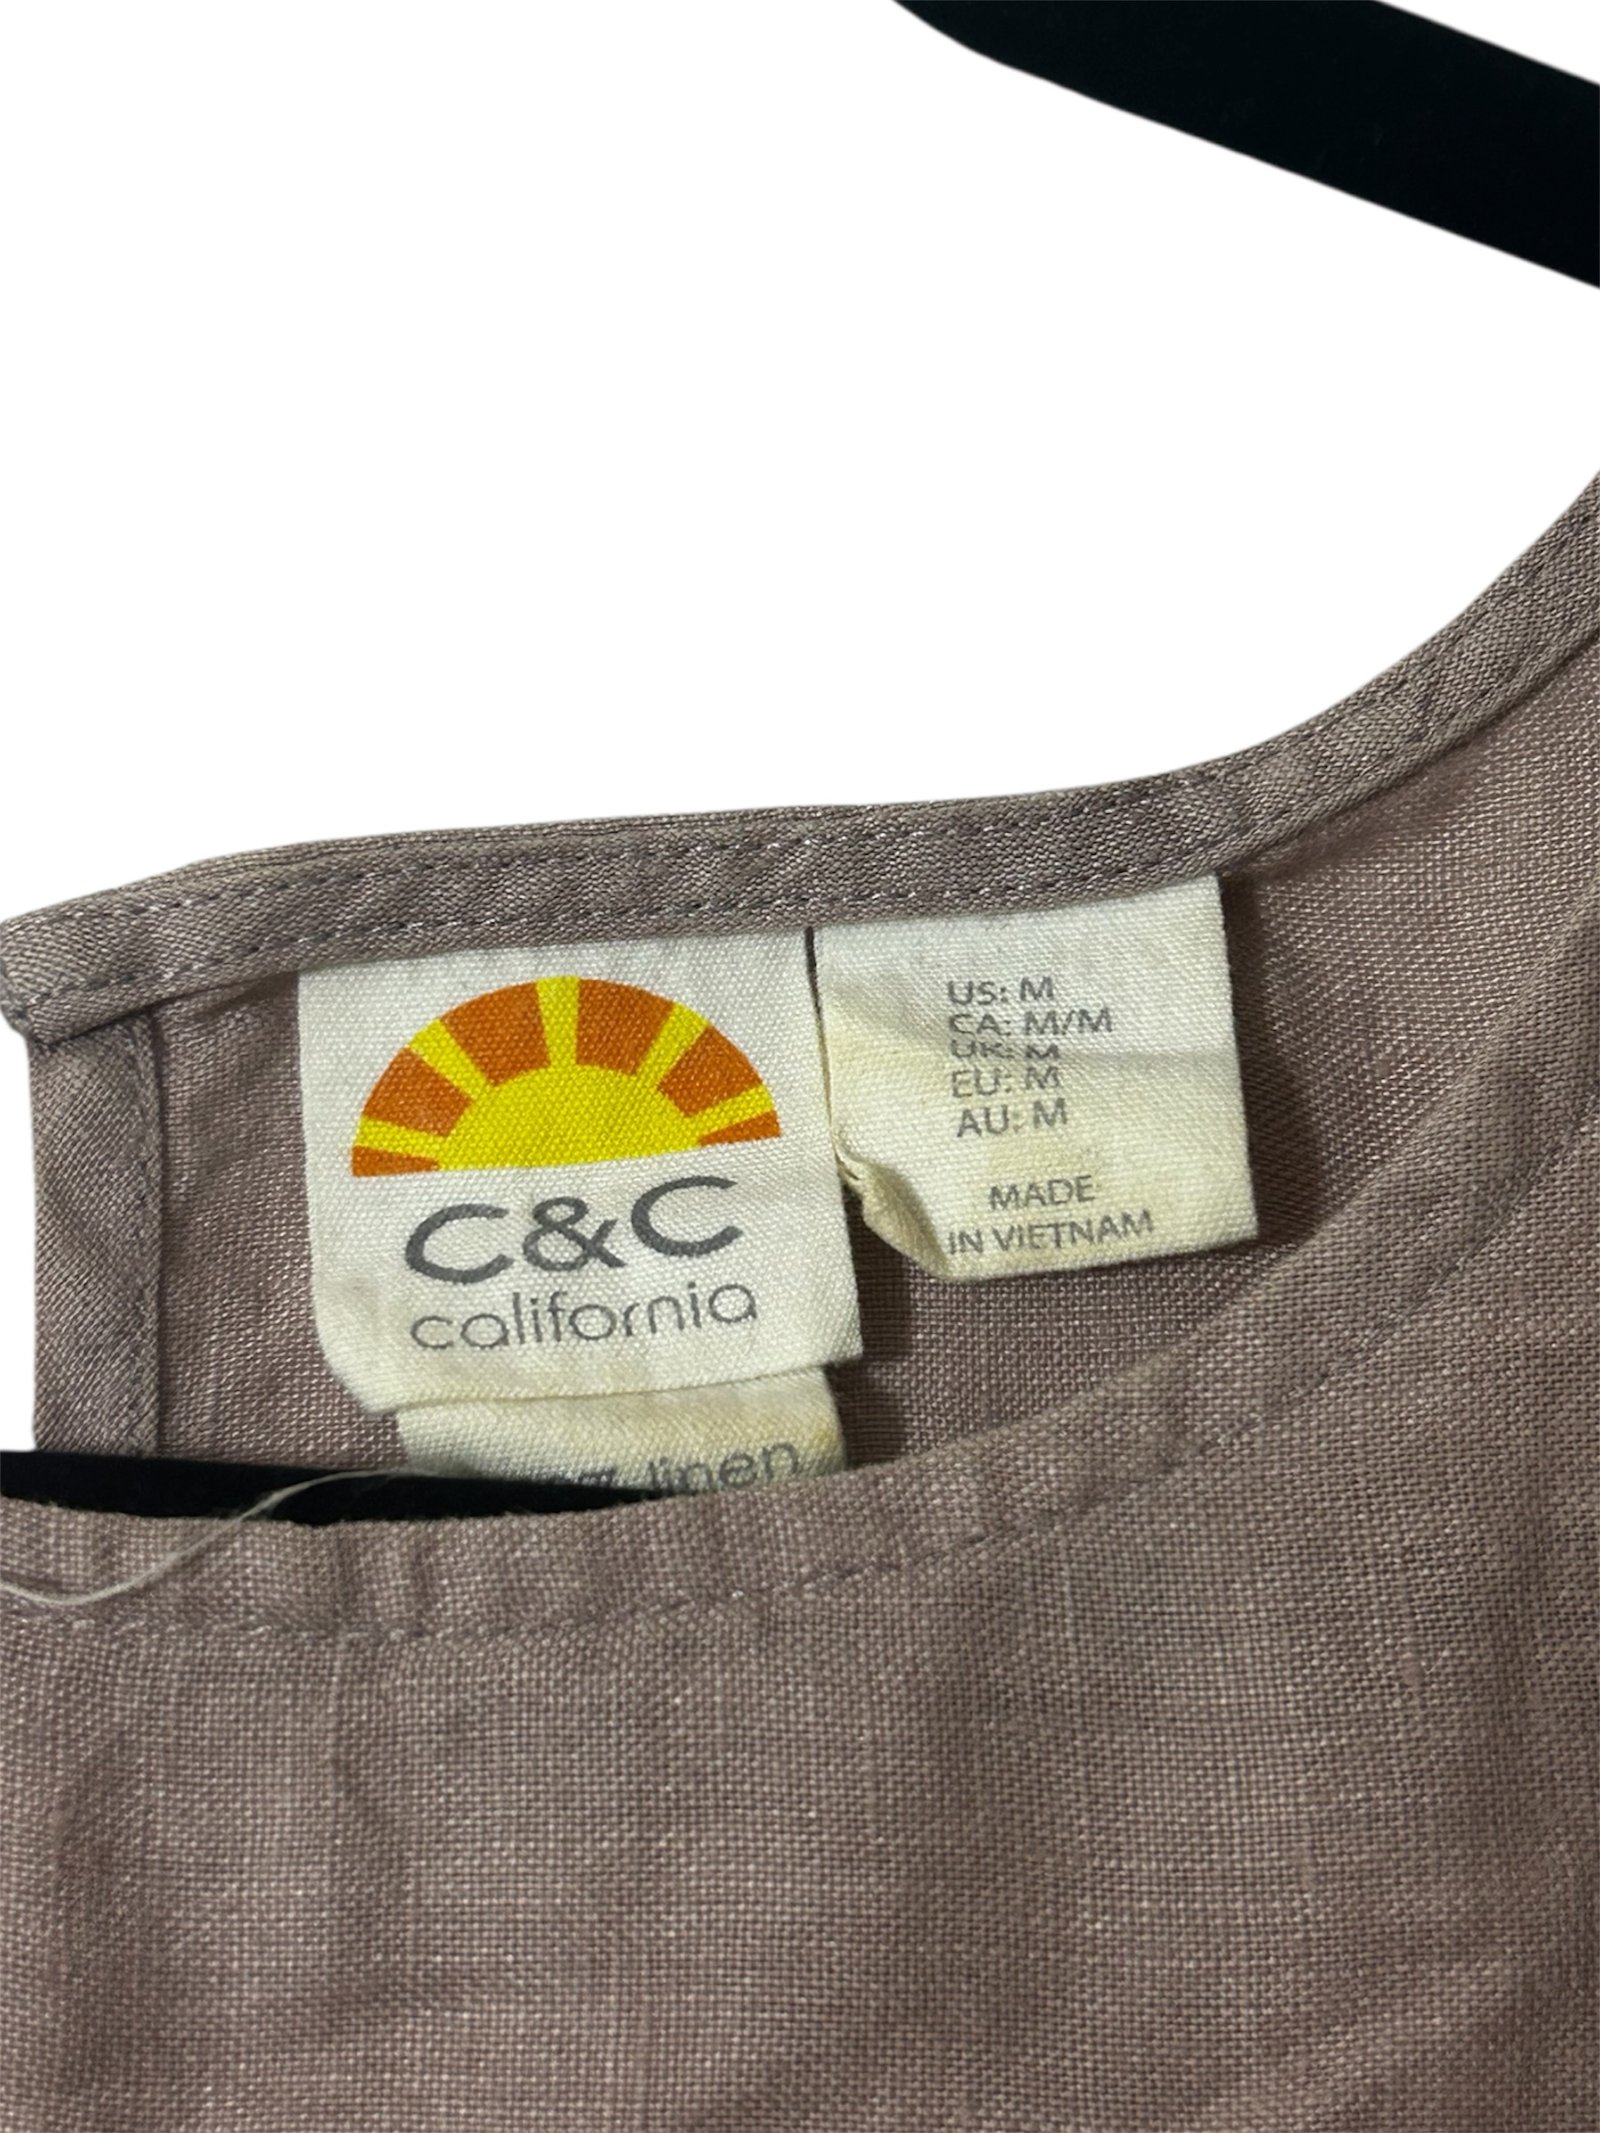 C&C
california
linen
US: M
CA: M/M
UK: M
EU: M
AU: M
MADE
IN VIETNAM